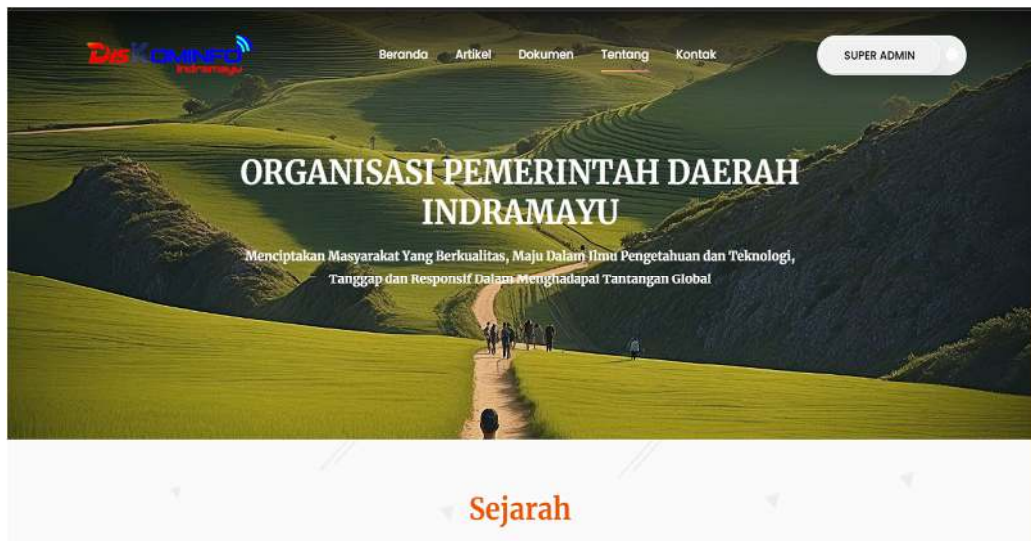 DisKominfo
Indramayu
Beranda Artikel Dokumen Tentang Kontak
SUPER ADMIN
ORGANISASI PEMERINTAH DAERAH
INDRAMAYU
Menciptakan Masyarakat Yang Berkualitas, Maju Dalam Ilmu Pengetahuan dan Teknologi,
Tanggap dan Responsif Dalam Menghadapai Tantangan Global
Sejarah